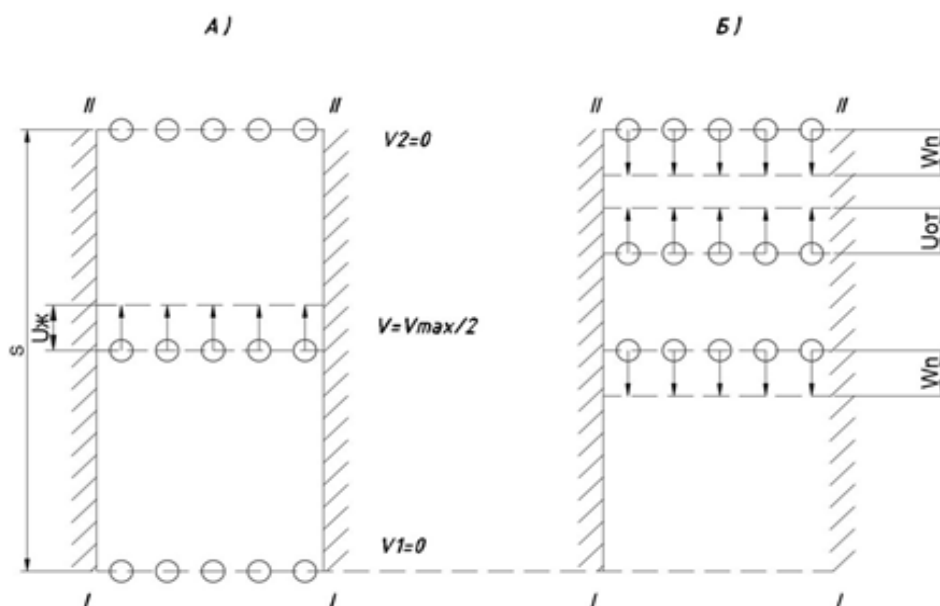 А) Б)
II II II II
V2=0
Wп
Uот
Uж
S
V=Vmax/2
Wп
V1=0
I I I I